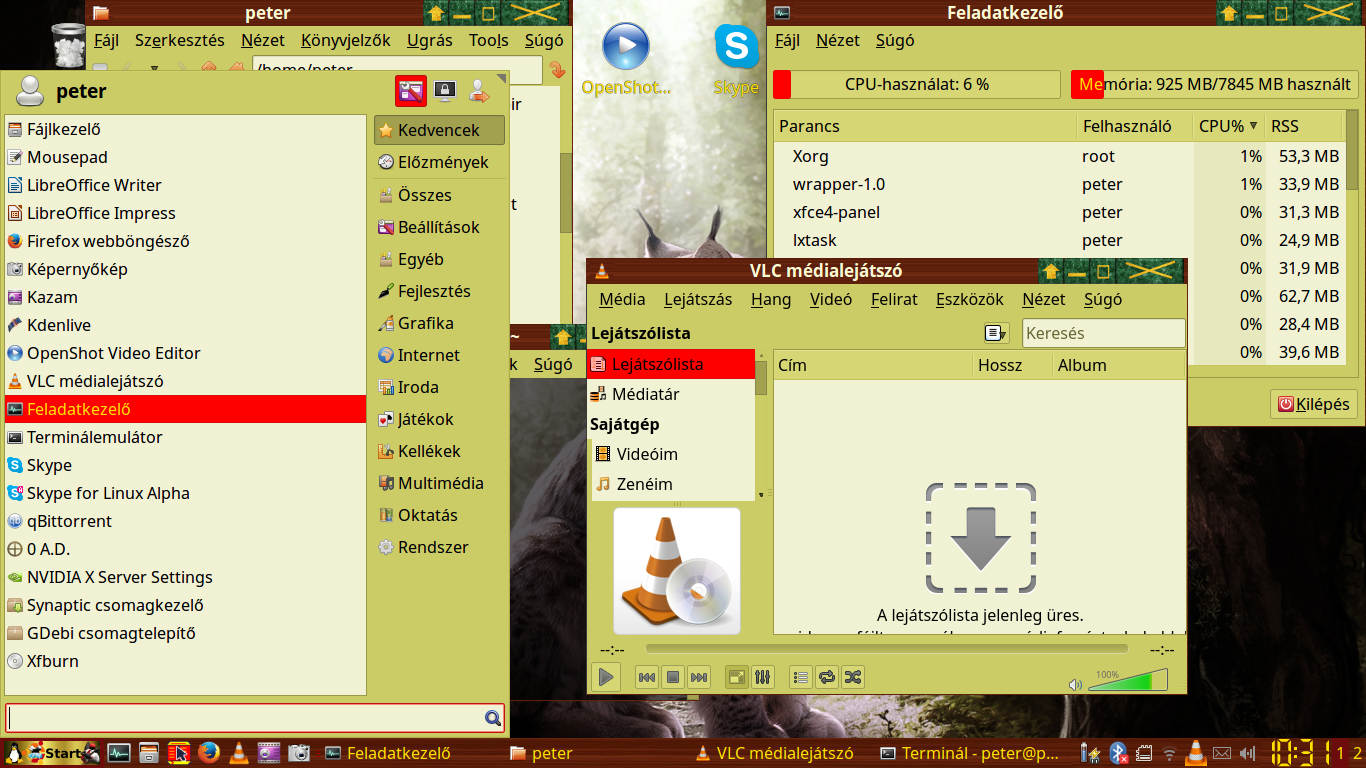 peter
Fájl Szerkesztés Nézet Könyvjelzők Ugrás Tools Súgó
/home/peter
OpenShot...
Skype
Feladatkezelő
Fájl Nézet Súgó
CPU-használat: 6 %
Memória: 925 MB/7845 MB használt
Parancs Felhasználó CPU% RSS
Xorg root 1% 53,3 MB
wrapper-1.0 peter 1% 33,9 MB
xfce4-panel peter 0% 31,3 MB
lxtask peter 0% 24,9 MB
0% 31,9 MB
0% 62,7 MB
0% 28,4 MB
0% 39,6 MB
Kilépés
peter
Fájlkezelő
Mousepad
LibreOffice Writer
LibreOffice Impress
Firefox webböngésző
Képernyőkép
Kazam
Kdenlive
OpenShot Video Editor
VLC médialejátszó
Feladatkezelő
Terminálemulátor
Skype
Skype for Linux Alpha
qBittorrent
0 A.D.
NVIDIA X Server Settings
Synaptic csomagkezelő
GDebi csomagtelepítő
Xfburn
Kedvencek
Előzmények
Összes
Beállítások
Egyéb
Fejlesztés
Grafika
Internet
Iroda
Játékok
Kellékek
Multimédia
Oktatás
Rendszer
ir
t
~
k Súgó
VLC médialejátszó
Média Lejátszás Hang Videó Felirat Eszközök Nézet Súgó
Lejátszólista
Keresés
Lejátszólista
Médiatár
Sajátgép
Videóim
Zenéim
Cím Hossz Album
A lejátszólista jelenleg üres.
--:-- --:--
100%
Start
Feladatkezelő
peter
VLC médialejátszó
Terminál - peter@p...
10:31 1 2